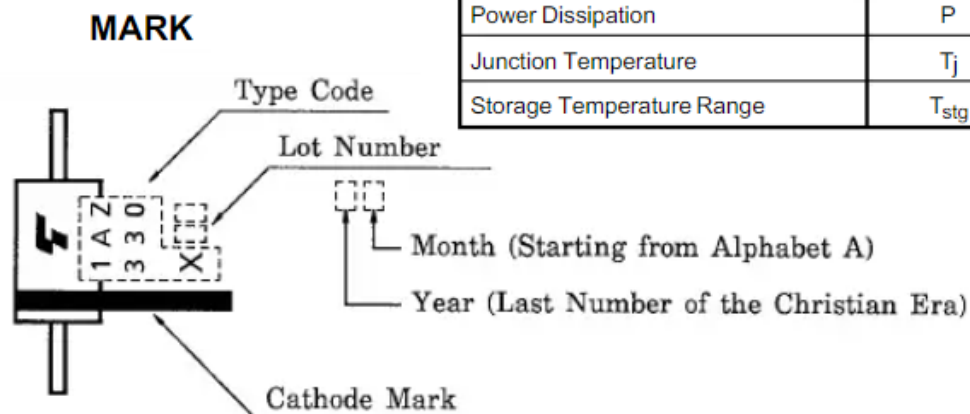 MARK
Power Dissipation P
Junction Temperature Tj
Storage Temperature Range Tstg
Type Code
Lot Number
1AZ
330
X
Month (Starting from Alphabet A)
Year (Last Number of the Christian Era)
Cathode Mark